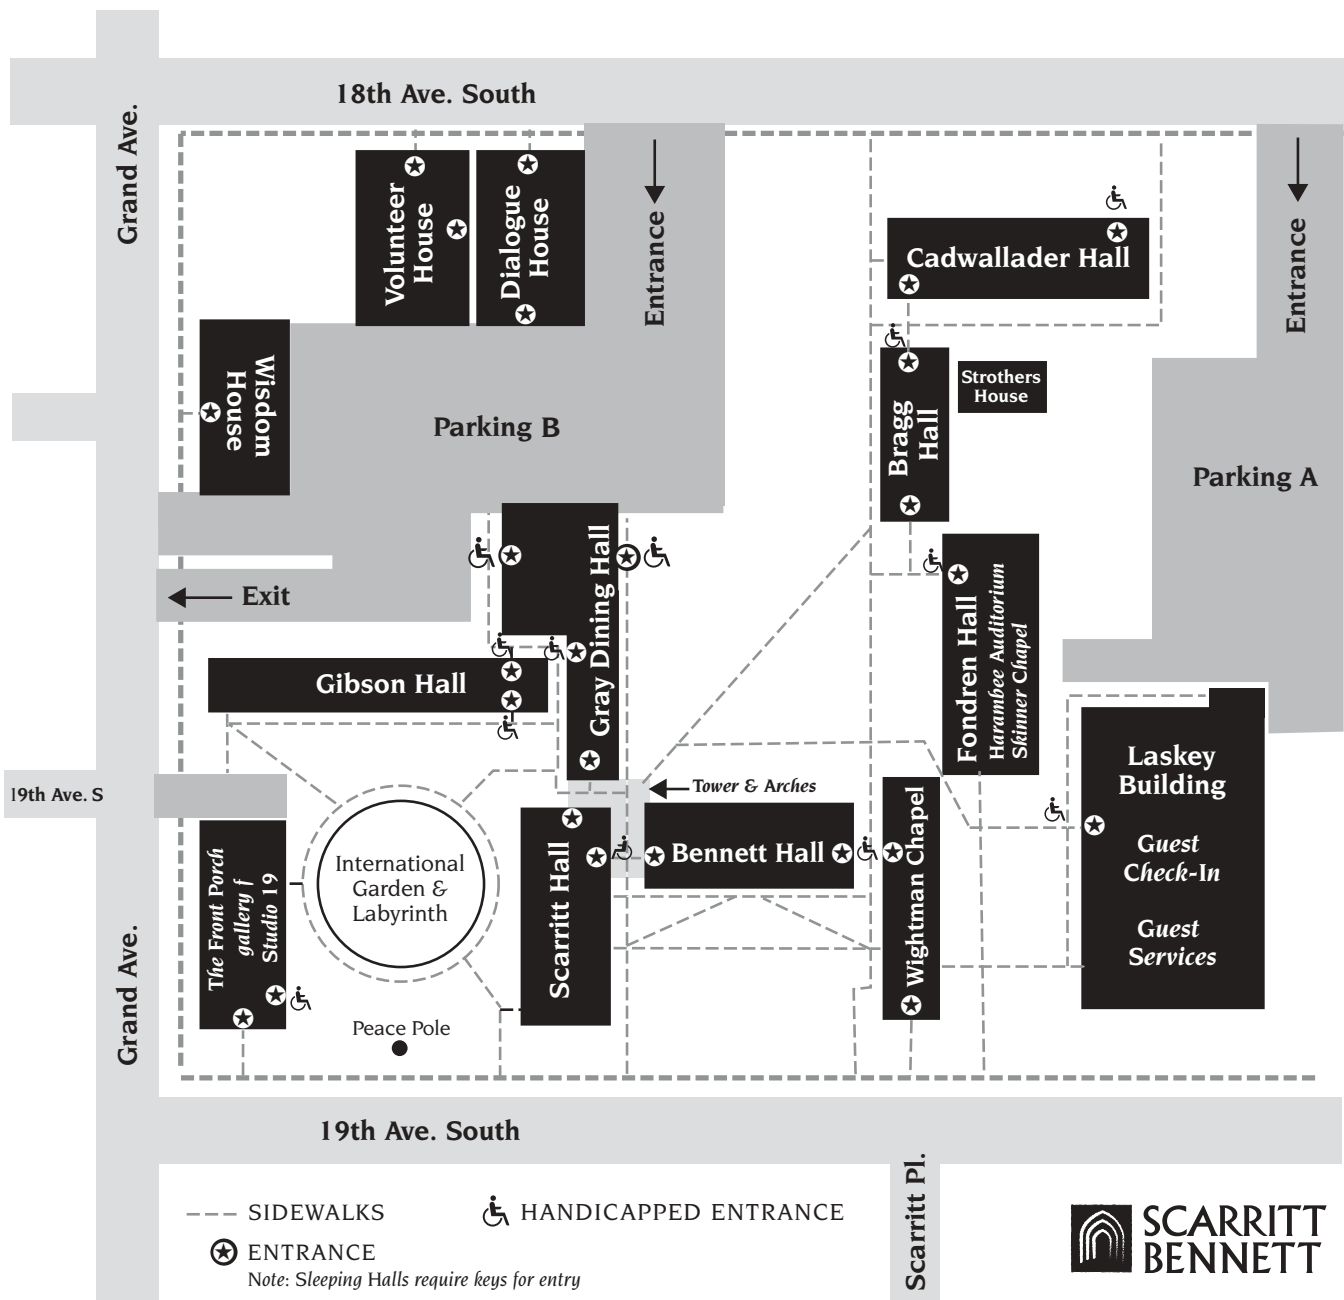 18th Ave. South
Grand Ave.
Entrance
Entrance
Volunteer
House
Dialogue
House
Cadwallader Hall
Wisdom
House
Strothers
House
Bragg
Hall
Parking B
Parking A
Exit
Gray Dining Hall
Gibson Hall
Fondren Hall
Harambee Auditorium
Skinner Chapel
Laskey
Building
Guest
Check-In
Guest
Services
19th Ave. S
Tower & Arches
Bennett Hall
Wightman Chapel
Scarritt Hall
International
Garden &
Labyrinth
The Front Porch
gallery f
Studio 19
Peace Pole
Grand Ave.
19th Ave. South
Scarritt Pl.
SIDEWALKS
HANDICAPPED ENTRANCE
ENTRANCE
Note: Sleeping Halls require keys for entry
SCARRITT
BENNETT